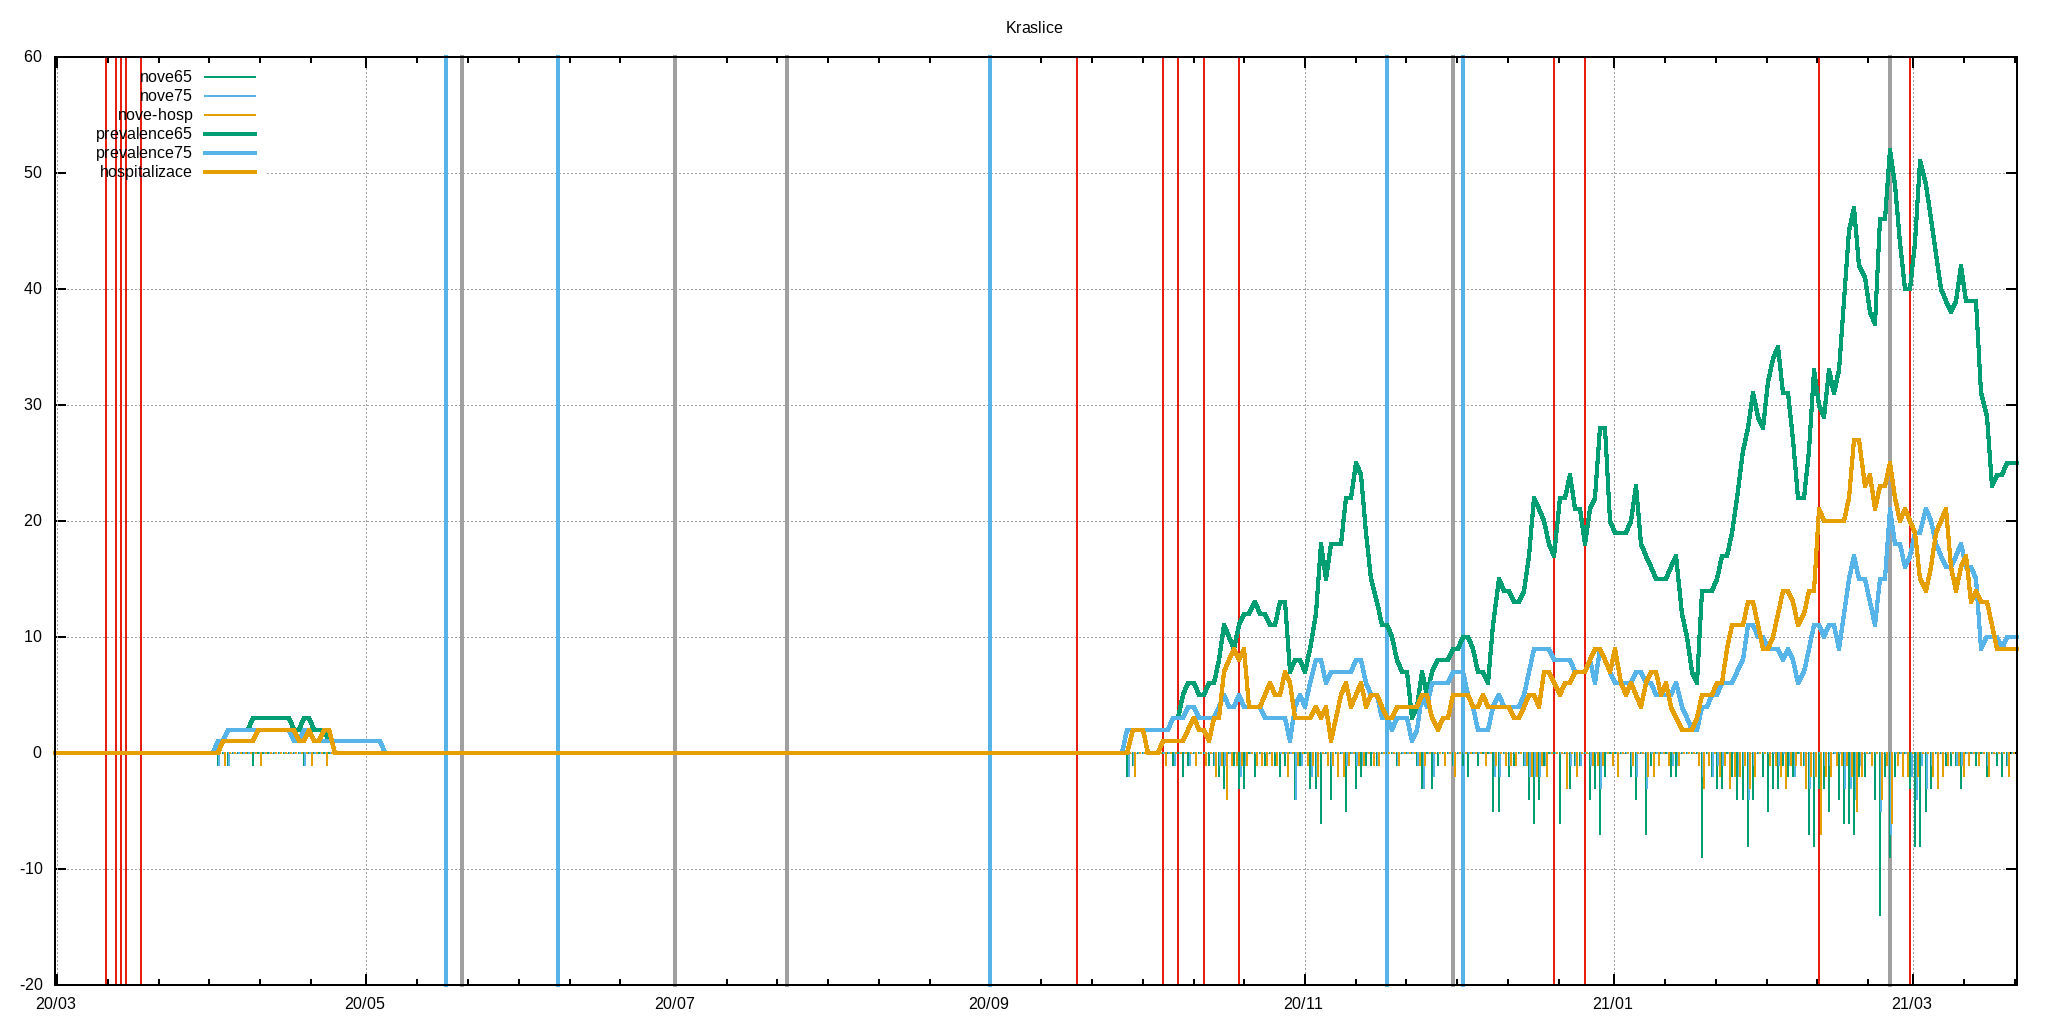 Kraslice
60
nove65
nove75
nove-hosp
prevalence65
prevalence75
hospitalizace
50
40
30
20
10
0
-10
-20
20/03 20/05 20/07 20/09 20/11 21/01 21/03